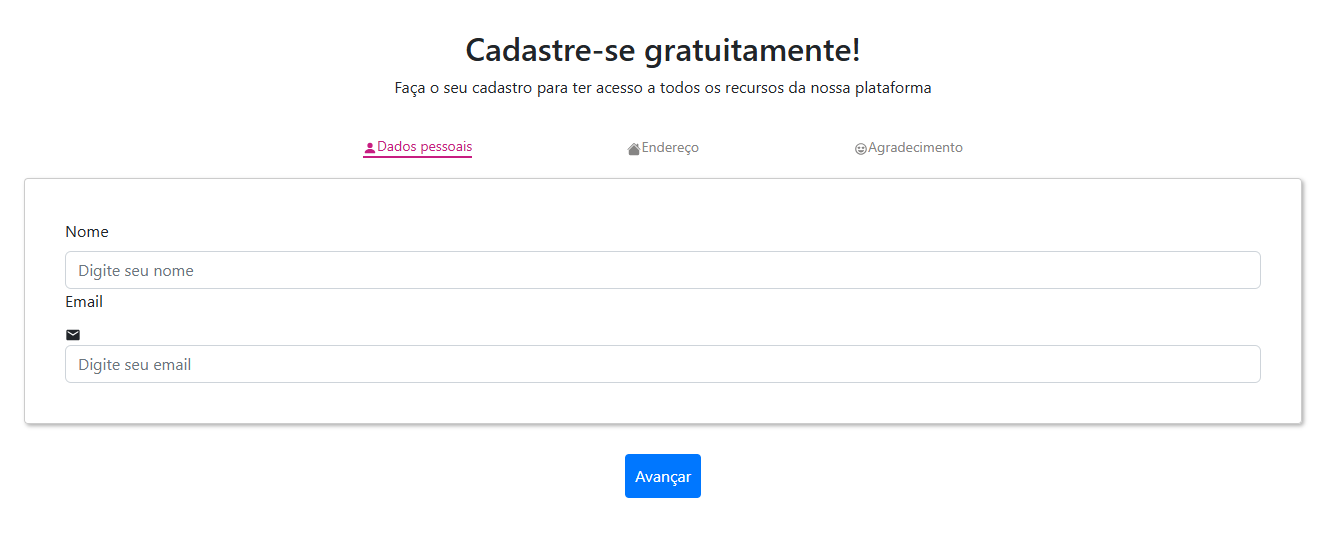 Cadastre-se gratuitamente!
Faça o seu cadastro para ter acesso a todos os recursos da nossa plataforma
Dados pessoais Endereço Agradecimento
Nome
Digite seu nome
Email
Digite seu email
Avançar